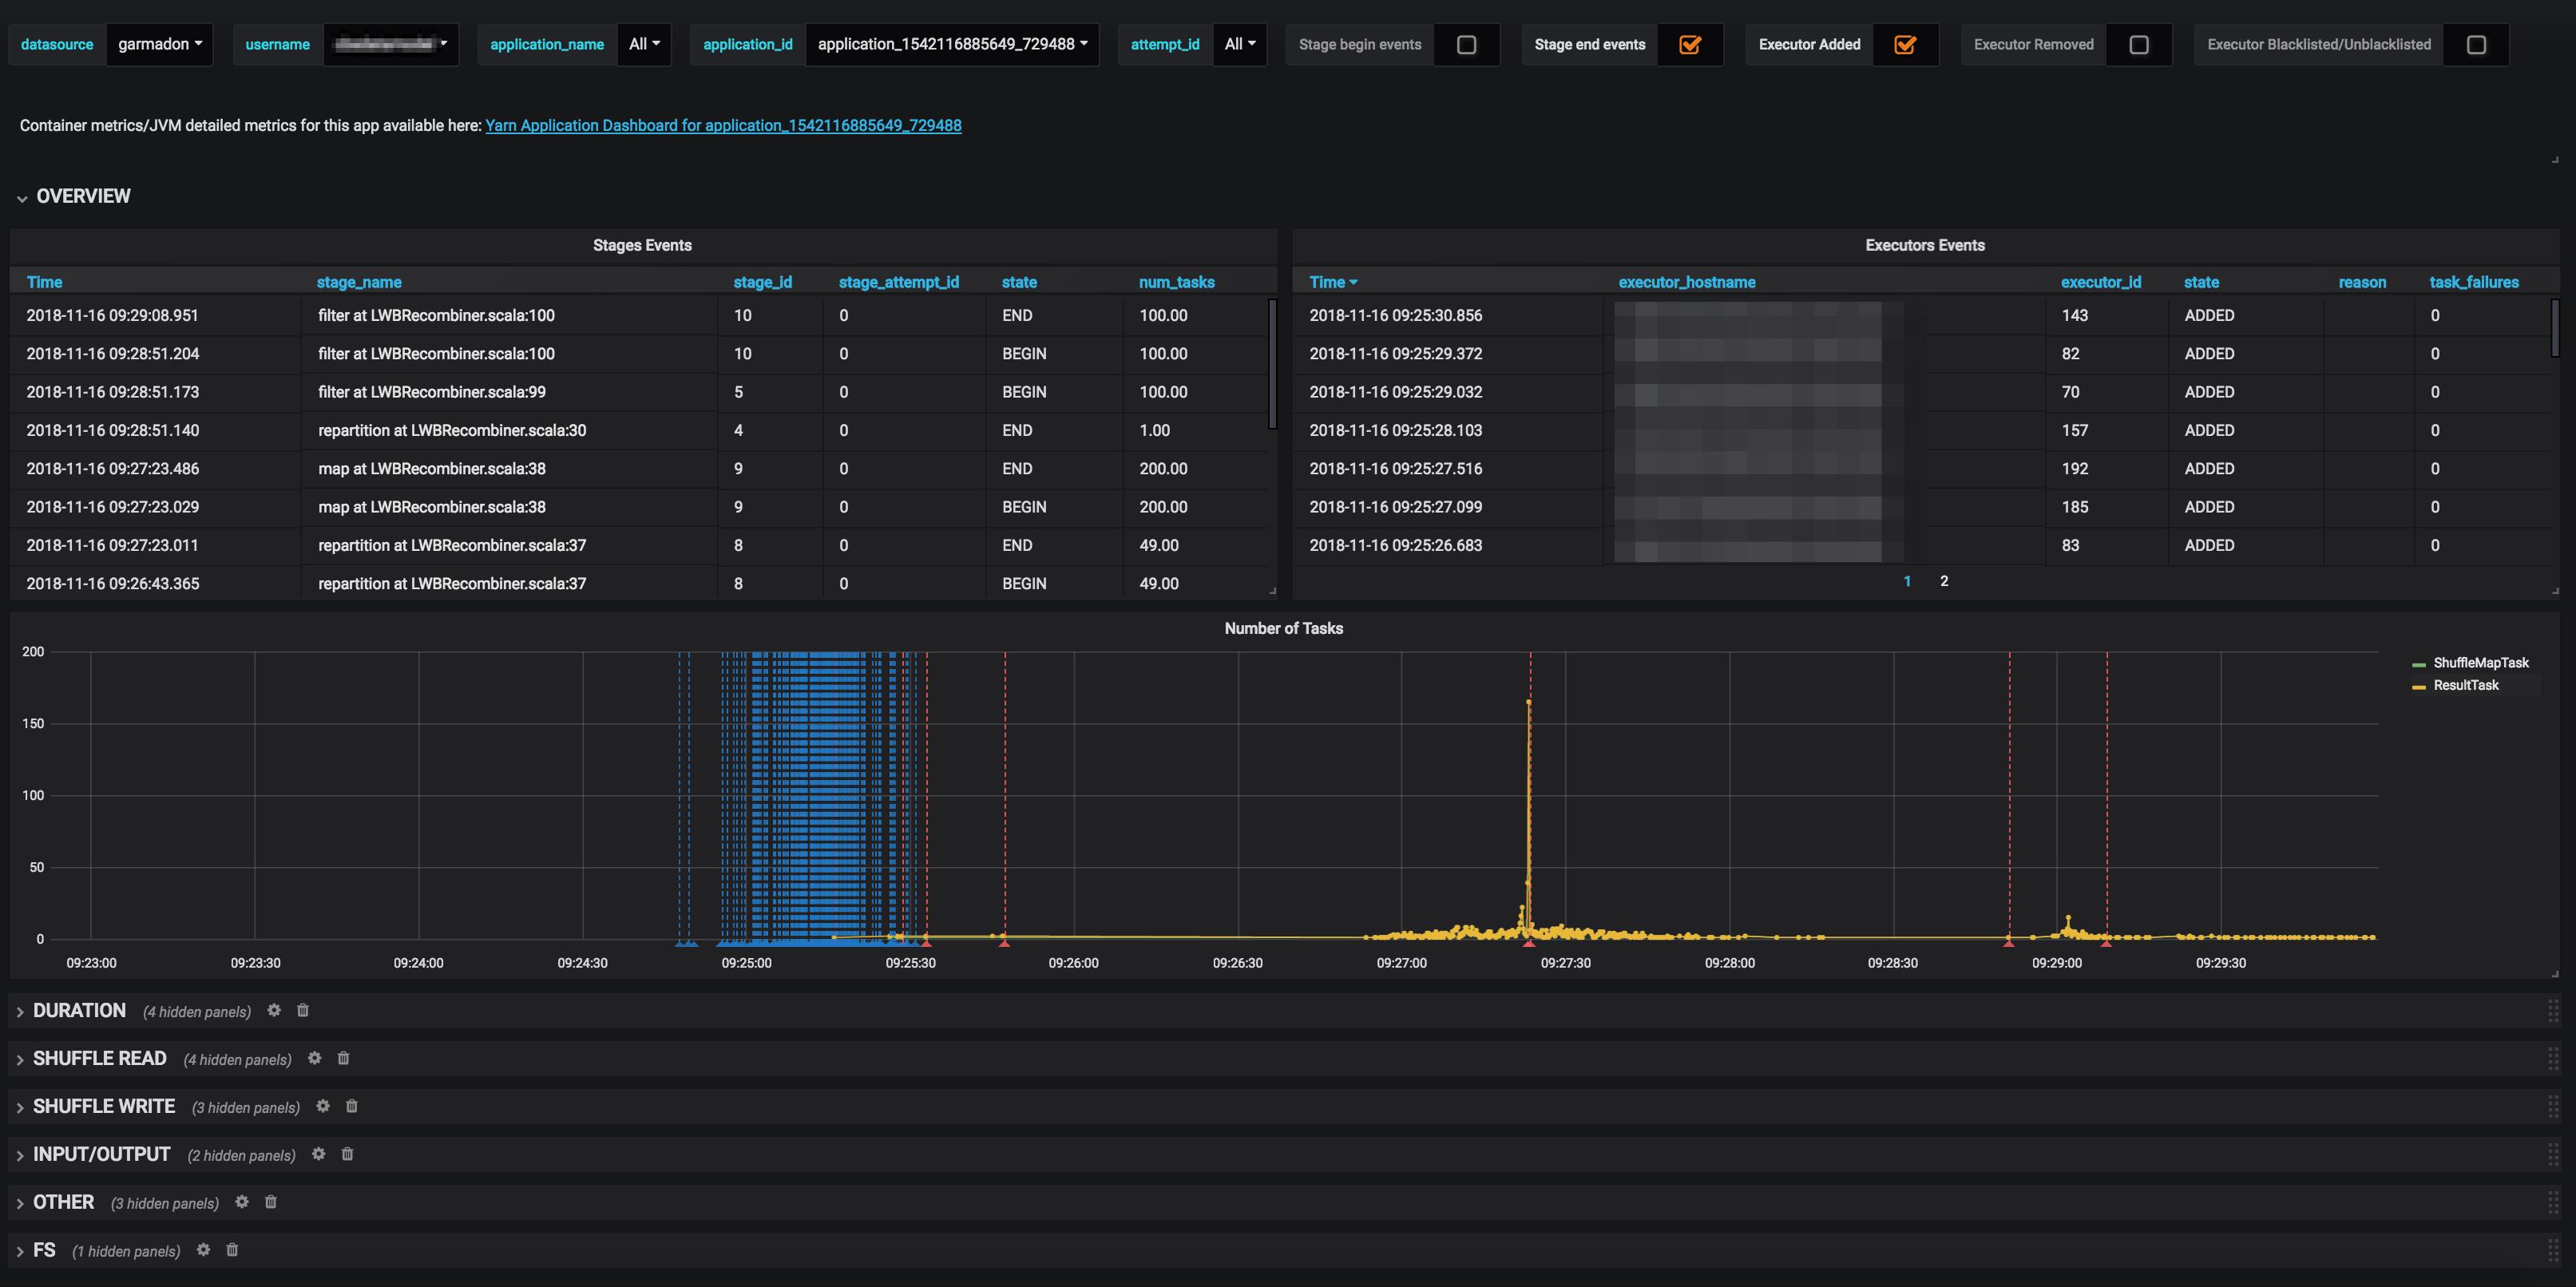 datasource garmadon username application_name All application_id application_1542116885649_729488 attempt_id All Stage begin events Stage end events Executor Added Executor Removed Executor Blacklisted/Unblacklisted
Container metrics/JVM detailed metrics for this app available here: Yarn Application Dashboard for application_1542116885649_729488
OVERVIEW
Stages Events
Time stage_name stage_id stage_attempt_id state num_tasks
2018-11-16 09:29:08.951 filter at LWBRecombiner.scala:100 10 0 END 100.00
2018-11-16 09:28:51.204 filter at LWBRecombiner.scala:100 10 0 BEGIN 100.00
2018-11-16 09:28:51.173 filter at LWBRecombiner.scala:99 5 0 BEGIN 100.00
2018-11-16 09:28:51.140 repartition at LWBRecombiner.scala:30 4 0 END 1.00
2018-11-16 09:27:23.486 map at LWBRecombiner.scala:38 9 0 END 200.00
2018-11-16 09:27:23.029 map at LWBRecombiner.scala:38 9 0 BEGIN 200.00
2018-11-16 09:27:23.011 repartition at LWBRecombiner.scala:37 8 0 END 49.00
2018-11-16 09:26:43.365 repartition at LWBRecombiner.scala:37 8 0 BEGIN 49.00
Executors Events
Time executor_hostname executor_id state reason task_failures
2018-11-16 09:25:30.856 143 ADDED 0
2018-11-16 09:25:29.372 82 ADDED 0
2018-11-16 09:25:29.032 70 ADDED 0
2018-11-16 09:25:28.103 157 ADDED 0
2018-11-16 09:25:27.516 192 ADDED 0
2018-11-16 09:25:27.099 185 ADDED 0
2018-11-16 09:25:26.683 83 ADDED 0
1 2
Number of Tasks
200
150
100
50
0
09:23:00 09:23:30 09:24:00 09:24:30 09:25:00 09:25:30 09:26:00 09:26:30 09:27:00 09:27:30 09:28:00 09:28:30 09:29:00 09:29:30
ShuffleMapTask
ResultTask
DURATION (4 hidden panels)
SHUFFLE READ (4 hidden panels)
SHUFFLE WRITE (3 hidden panels)
INPUT/OUTPUT (2 hidden panels)
OTHER (3 hidden panels)
FS (1 hidden panels)